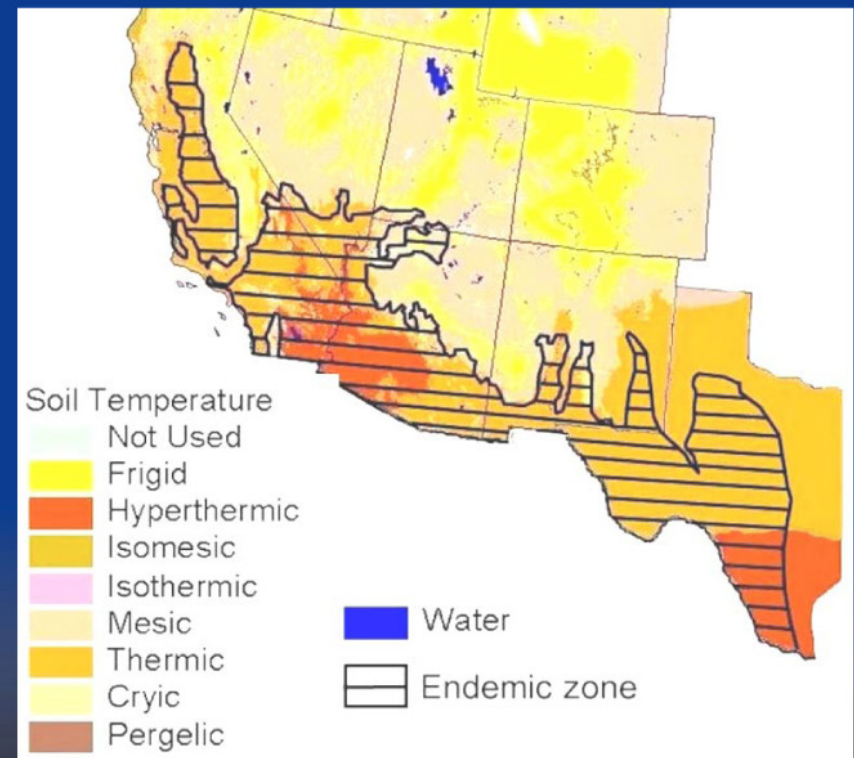 Soil Temperature
Not Used
Frigid
Hyperthermic
Isomesic
Isothermic
Mesic
Thermic
Cryic
Pergelic
Water
Endemic zone